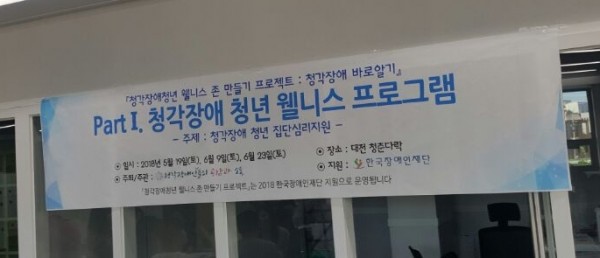 『청각장애청년 웰니스 존 만들기 프로젝트 : 청각장애 바로알기』
Part I. 청각장애 청년 웰니스 프로그램
- 주제 : 청각장애 청년 집단심리지원 -
• 일시 : 2018년 5월 19일(토), 6월 9일(토), 6월 23일(토)
• 장소 : 대전 청춘다락
• 주최/주관 :
• 지원 : 한국장애인재단
「청각장애청년 웰니스 존 만들기 프로젝트」는 2018 한국장애인재단 지원으로 운영됩니다